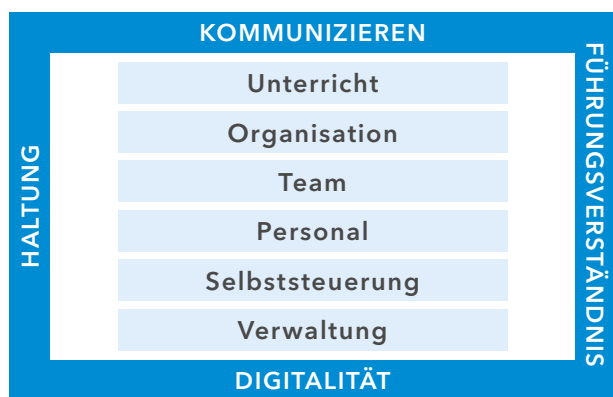 KOMMUNIZIEREN
HALTUNG
Unterricht
Organisation
Team
Personal
Selbststeuerung
Verwaltung
FÜHRUNGSVERSTÄNDNIS
DIGITALITÄT